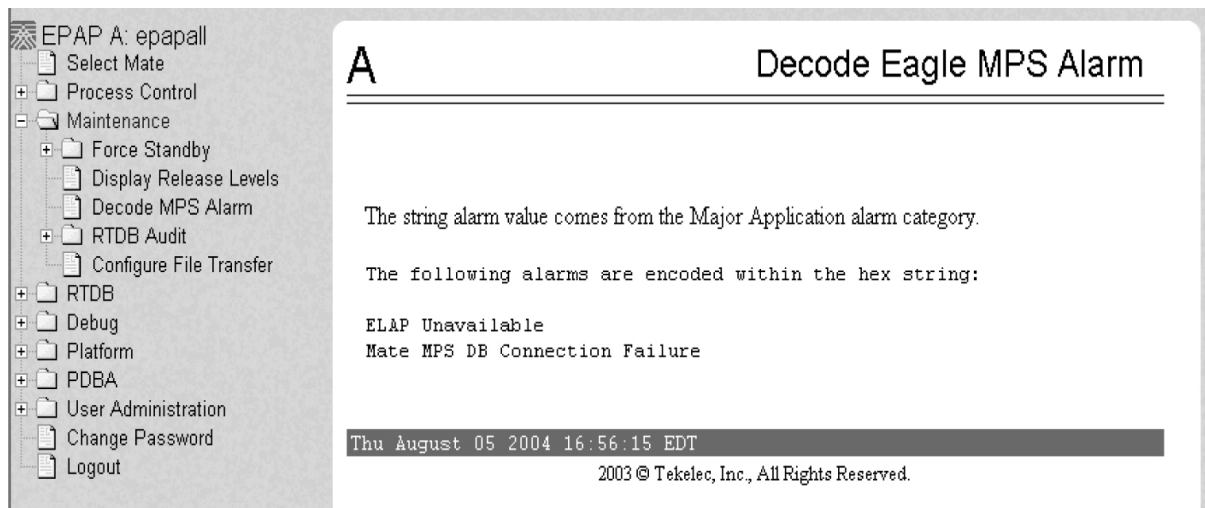 EPAP A: epapall
Select Mate
Process Control
Maintenance
Force Standby
Display Release Levels
Decode MPS Alarm
RTDB Audit
Configure File Transfer
RTDB
Debug
Platform
PDBA
User Administration
Change Password
Logout
A
Decode Eagle MPS Alarm
The string alarm value comes from the Major Application alarm category.
The following alarms are encoded within the hex string:
ELAP Unavailable
Mate MPS DB Connection Failure
Thu August 05 2004 16:56:15 EDT
2003 © Tekelec, Inc., All Rights Reserved.